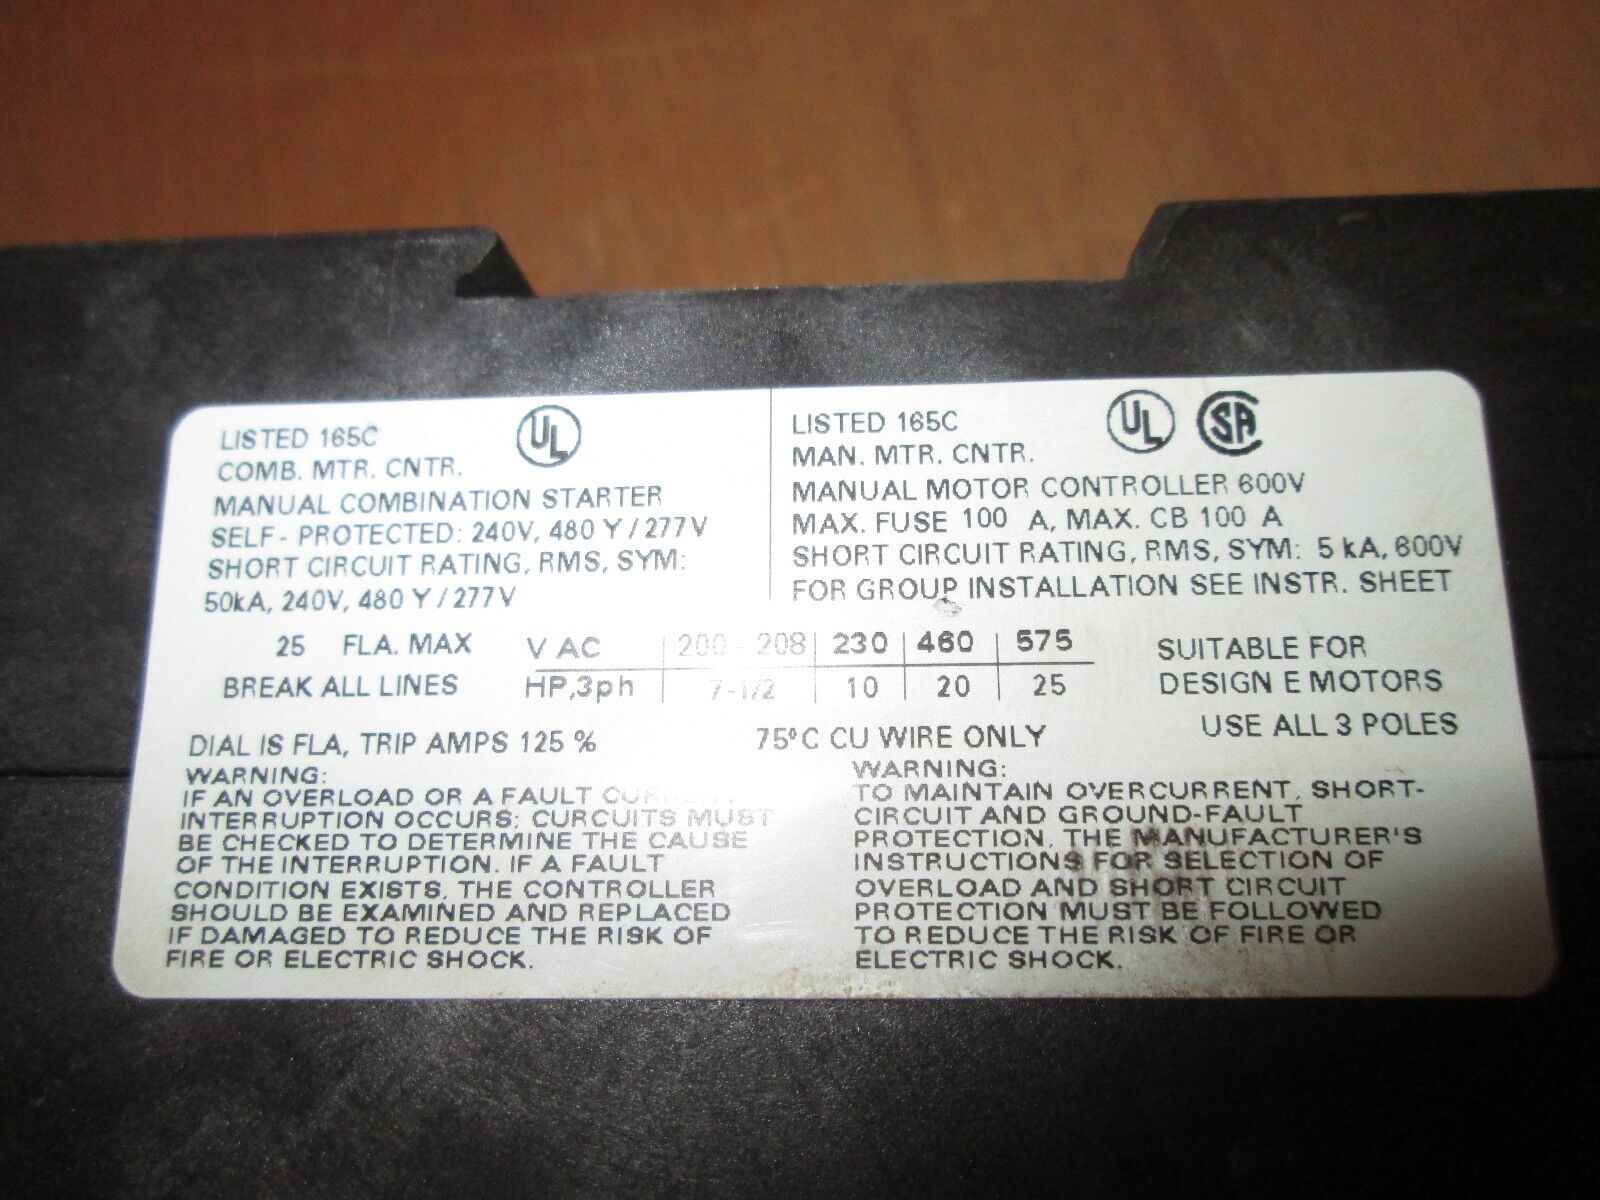 LISTED 165C
UL
COMB. MTR. CNTR.
MANUAL COMBINATION STARTER
SELF- PROTECTED: 240V, 480 Y / 277V
SHORT CIRCUIT RATING, RMS, SYM:
50kA, 240V, 480 Y / 277V
LISTED 165C
UL SA
MAN. MTR. CNTR.
MANUAL MOTOR CONTROLLER 600V
MAX. FUSE 100 A, MAX. CB 100 A
SHORT CIRCUIT RATING, RMS, SYM: 5 kA, 600V
FOR GROUP INSTALLATION SEE INSTR. SHEET
25 FLA. MAX
BREAK ALL LINES
V AC 200 - 208 230 460 575
HP,3ph 7-1/2 10 20 25
SUITABLE FOR
DESIGN E MOTORS
USE ALL 3 POLES
DIAL IS FLA, TRIP AMPS 125 %
75°C CU WIRE ONLY
WARNING:
IF AN OVERLOAD OR A FAULT CURRENT
INTERRUPTION OCCURS; CURCUITS MUST
BE CHECKED TO DETERMINE THE CAUSE
OF THE INTERRUPTION. IF A FAULT
CONDITION EXISTS, THE CONTROLLER
SHOULD BE EXAMINED AND REPLACED
IF DAMAGED TO REDUCE THE RISK OF
FIRE OR ELECTRIC SHOCK.
WARNING:
TO MAINTAIN OVERCURRENT, SHORT-
CIRCUIT AND GROUND-FAULT
PROTECTION, THE MANUFACTURER'S
INSTRUCTIONS FOR SELECTION OF
OVERLOAD AND SHORT CIRCUIT
PROTECTION MUST BE FOLLOWED
TO REDUCE THE RISK OF FIRE OR
ELECTRIC SHOCK.